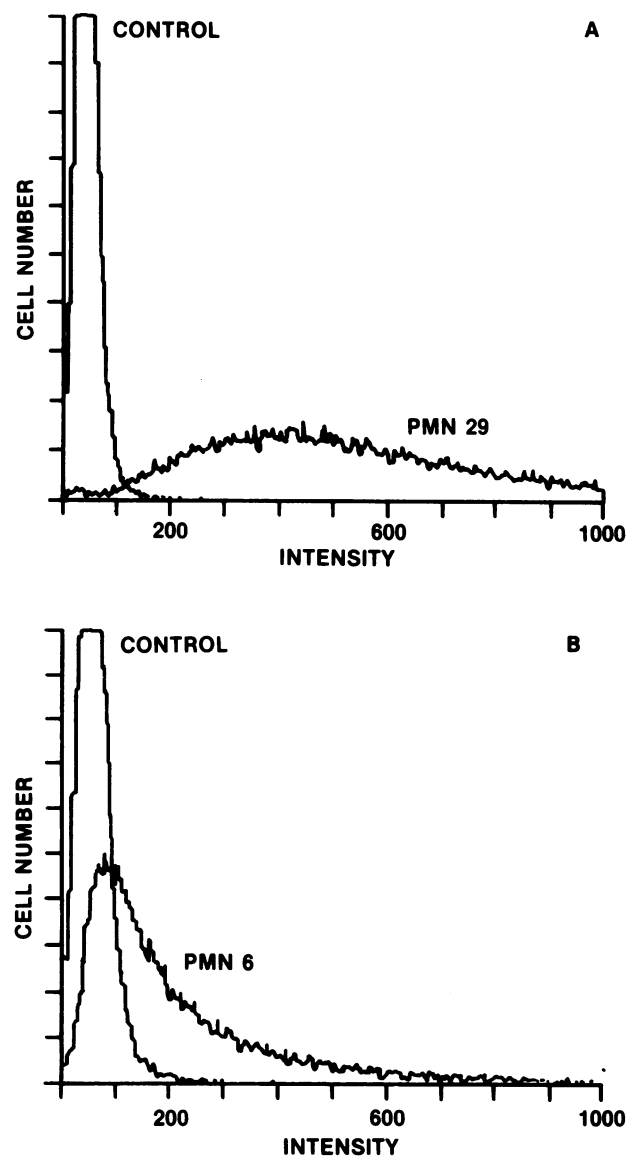 CONTROL
A
CELL NUMBER
PMN 29
200
600
1000
INTENSITY
CONTROL
B
CELL NUMBER
PMN 6
200
600
1000
INTENSITY